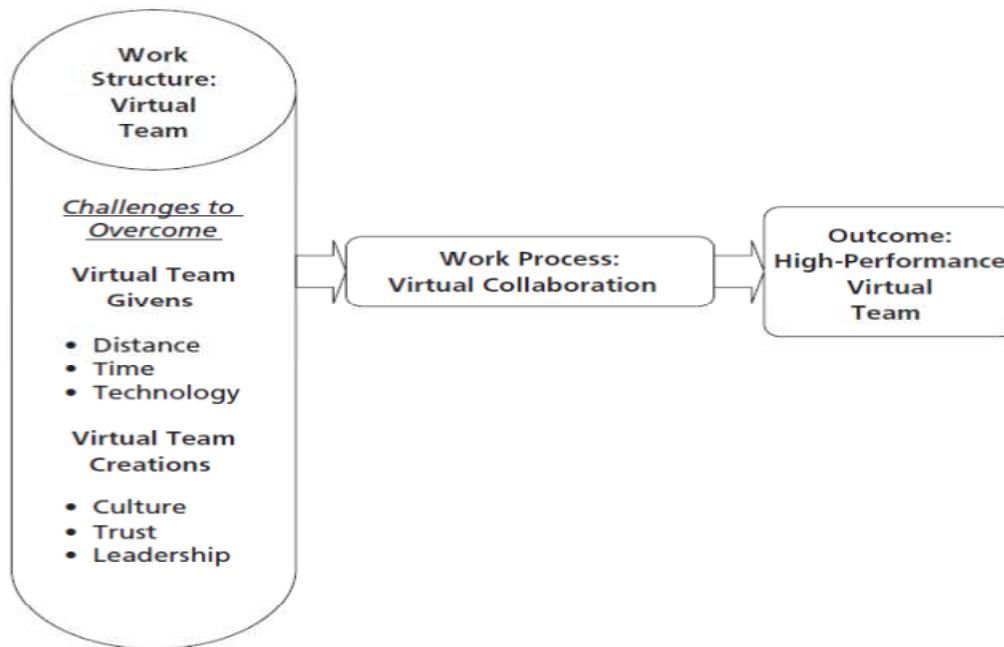 Work
Structure:
Virtual
Team
Challenges to
Overcome
Virtual Team
Givens
• Distance
• Time
• Technology
Virtual Team
Creations
• Culture
• Trust
• Leadership
Work Process:
Virtual Collaboration
Outcome:
High-Performance
Virtual
Team